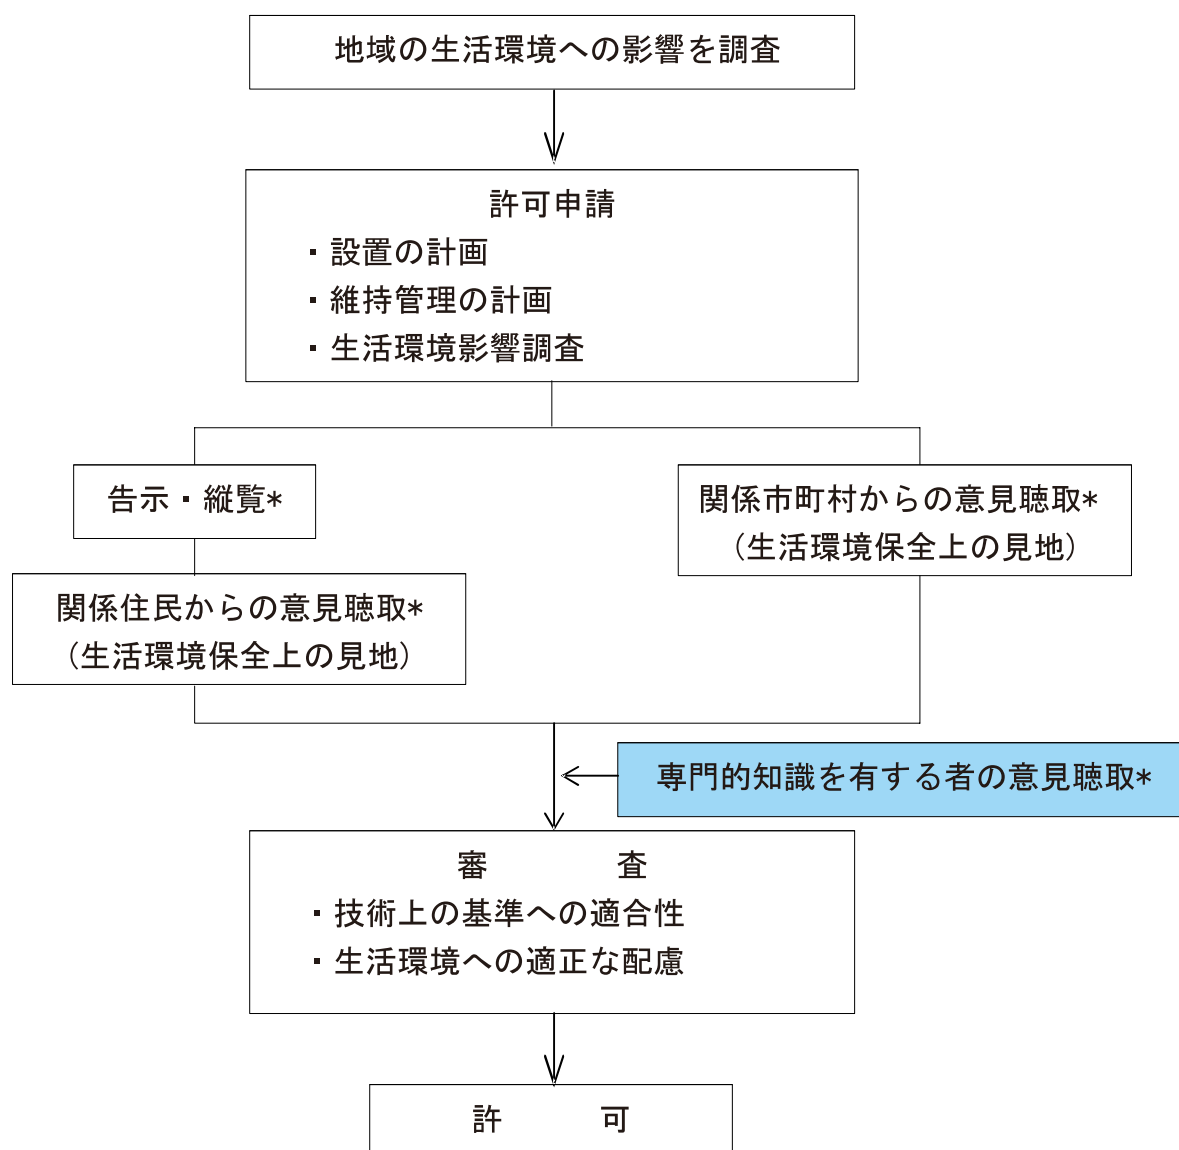 地域の生活環境への影響を調査
許可申請
・設置の計画
・維持管理の計画
・生活環境影響調査
告示・縦覧*
関係市町村からの意見聴取*
(生活環境保全上の見地)
関係住民からの意見聴取*
(生活環境保全上の見地)
専門的知識を有する者の意見聴取*
審　　　　査
・技術上の基準への適合性
・生活環境への適正な配慮
許　　　可